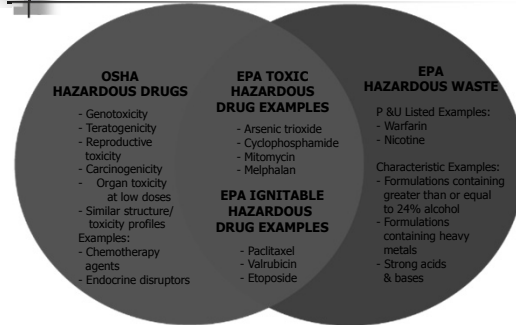 OSHA
HAZARDOUS DRUGS
- Genotoxicity
- Teratogenicity
- Reproductive
toxicity
- Carcinogenicity
- Organ toxicity
at low doses
- Similar structure/
toxicity profiles
Examples:
- Chemotherapy
agents
- Endocrine disruptors
EPA TOXIC
HAZARDOUS
DRUG EXAMPLES
- Arsenic trioxide
- Cyclophosphamide
- Mitomycin
- Melphalan
EPA IGNITABLE
HAZARDOUS
DRUG EXAMPLES
- Paclitaxel
- Valrubicin
- Etoposide
EPA
HAZARDOUS WASTE
P &U Listed Examples:
- Warfarin
- Nicotine
Characteristic Examples:
- Formulations containing
greater than or equal
to 24% alcohol
- Formulations
containing heavy
metals
- Strong acids
& bases